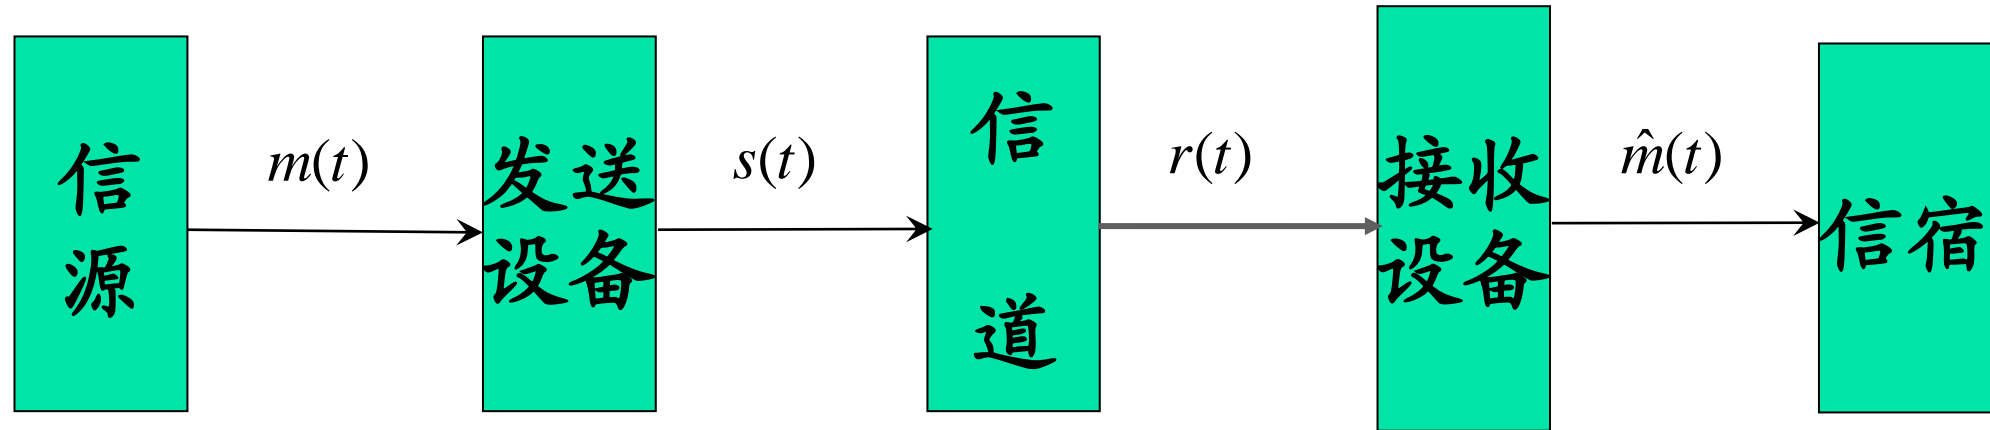 信
源
m(t)
发送
设备
s(t)
信
道
r(t)
接收
设备
m̂(t)
信宿